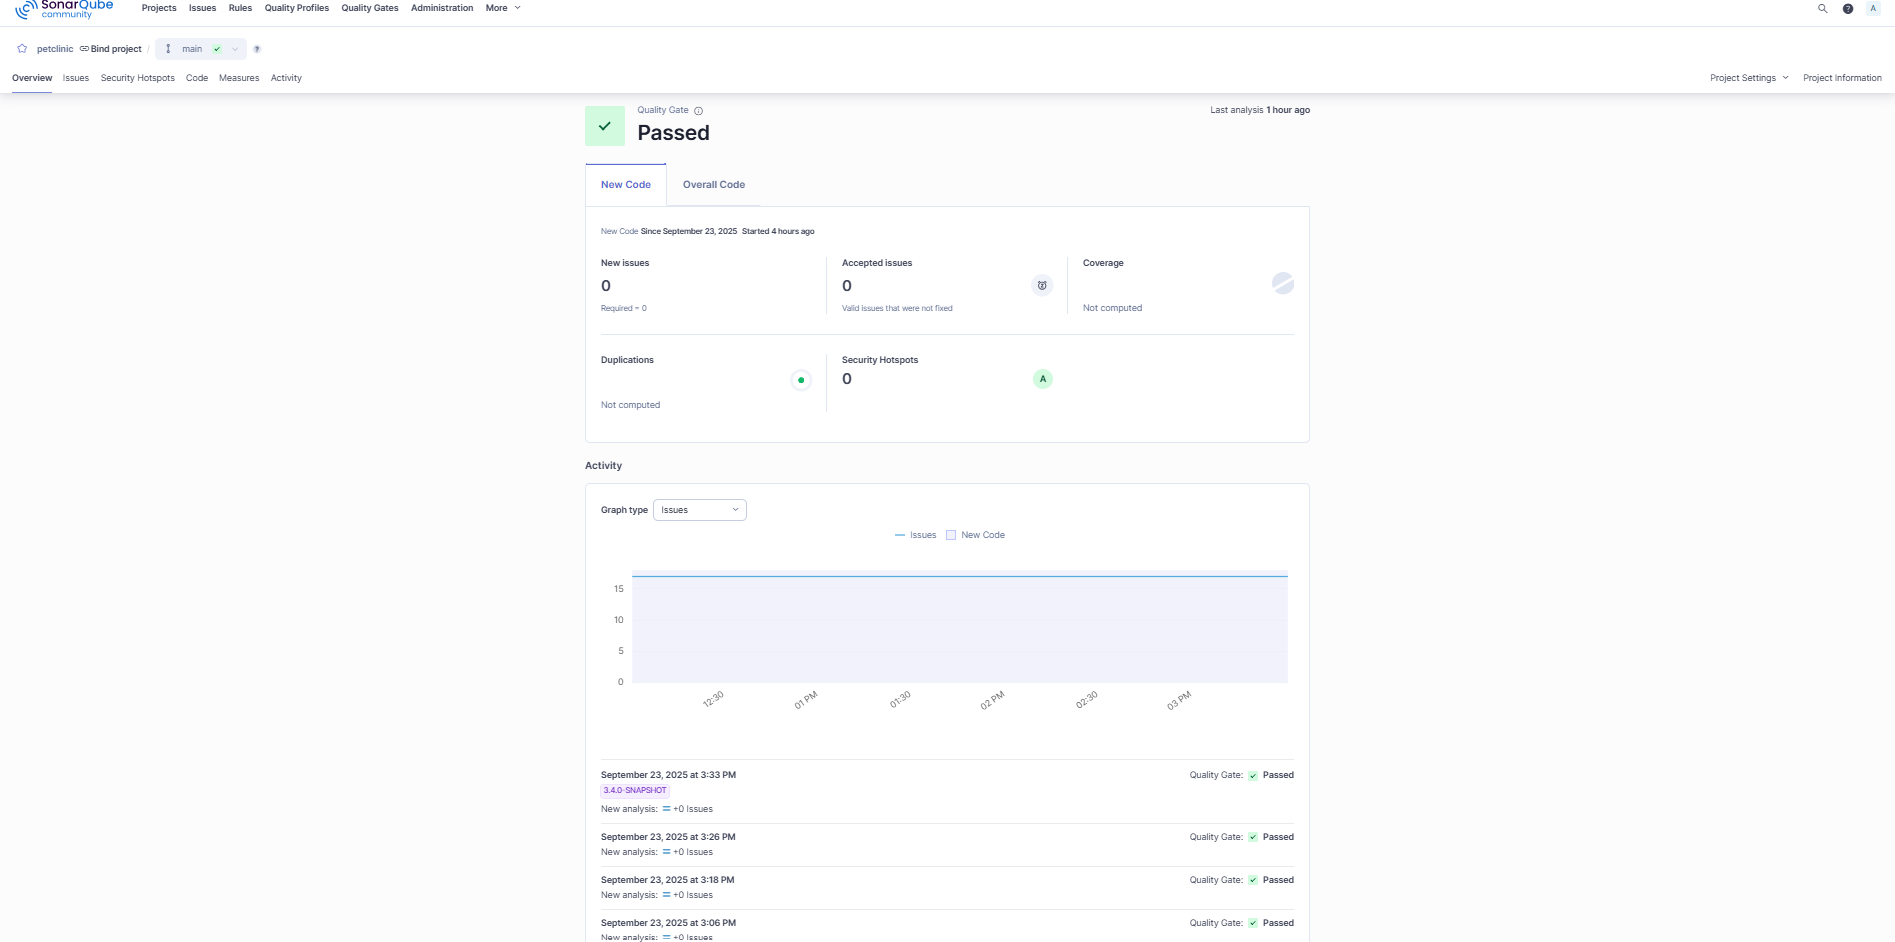 SonarQube community Projects Issues Rules Quality Profiles Quality Gates Administration More A
petclinic Bind project / main ?
Overview Issues Security Hotspots Code Measures Activity Project Settings Project Information
Quality Gate Last analysis 1 hour ago
Passed
New Code Overall Code
New Code Since September 23, 2025 Started 4 hours ago
New issues Accepted issues Coverage
0 0
Required = 0 Valid issues that were not fixed Not computed
Duplications Security Hotspots
0 A
Not computed
Activity
Graph type Issues
Issues New Code
15
10
5
0
12:30 01 PM 01:30 02 PM 02:30 03 PM
September 23, 2025 at 3:33 PM Quality Gate: Passed
3.4.0-SNAPSHOT
New analysis: = +0 Issues
September 23, 2025 at 3:26 PM Quality Gate: Passed
New analysis: = +0 Issues
September 23, 2025 at 3:18 PM Quality Gate: Passed
New analysis: = +0 Issues
September 23, 2025 at 3:06 PM Quality Gate: Passed
New analysis: = +0 Issues